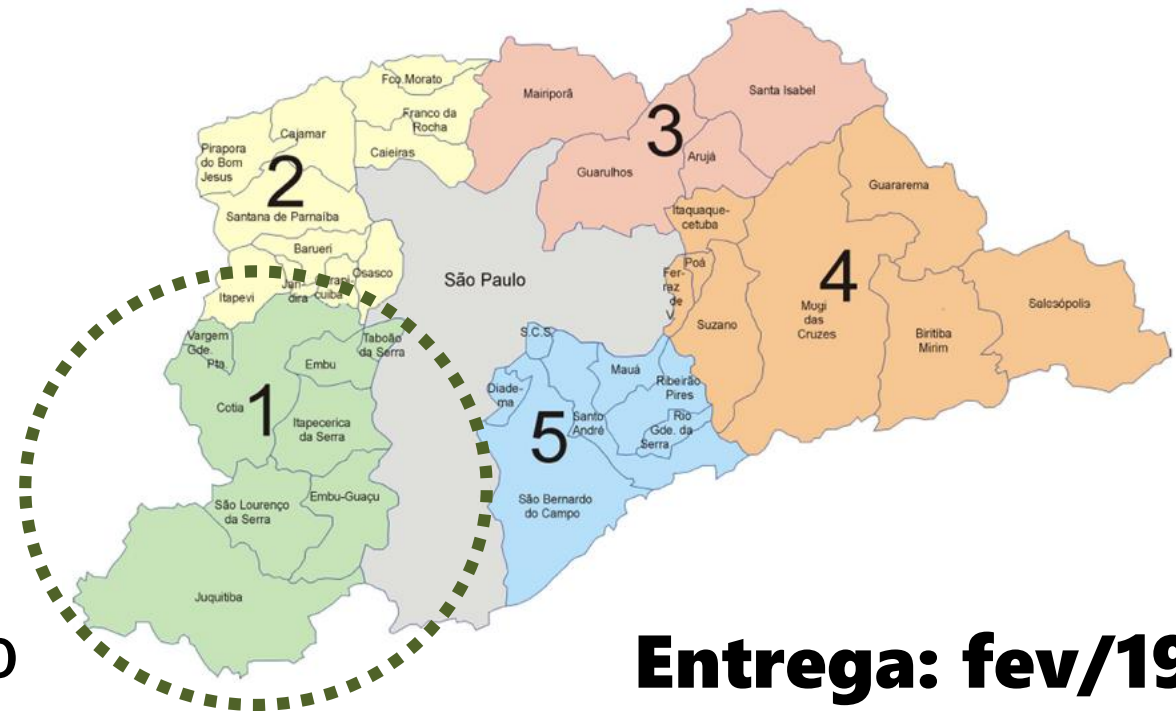 Fco.Morato
Mairiporã
Santa Isabel
Franco da
Rocha
Cajamar
Caieiras
3
Pirapora
do Bom
Jesus
2
Arujá
Guarulhos
Guararema
Santana de Parnaíba
Itaquaque-
cetuba
Barueri
São Paulo
Osasco
Poá
Fer-
raz
de
V.
4
Itapevi
Jan-
dira
cuiba
Mogi
das
Cruzes
Salesópolis
Suzano
Biritiba
Mirim
Vargem
Gde.
Pta
Taboão
da Serra
S.C.S.
Embu
Mauá
Ribeirão
Pires
Diade-
ma
Cotia
1
Itapecerica
da Serra
5
Santo
André
Rio
Gde. da
Serra
São Lourenço
da Serra
Embu-Guaçu
São Bernardo
do Campo
Juquitiba
o
Entrega: fev/19